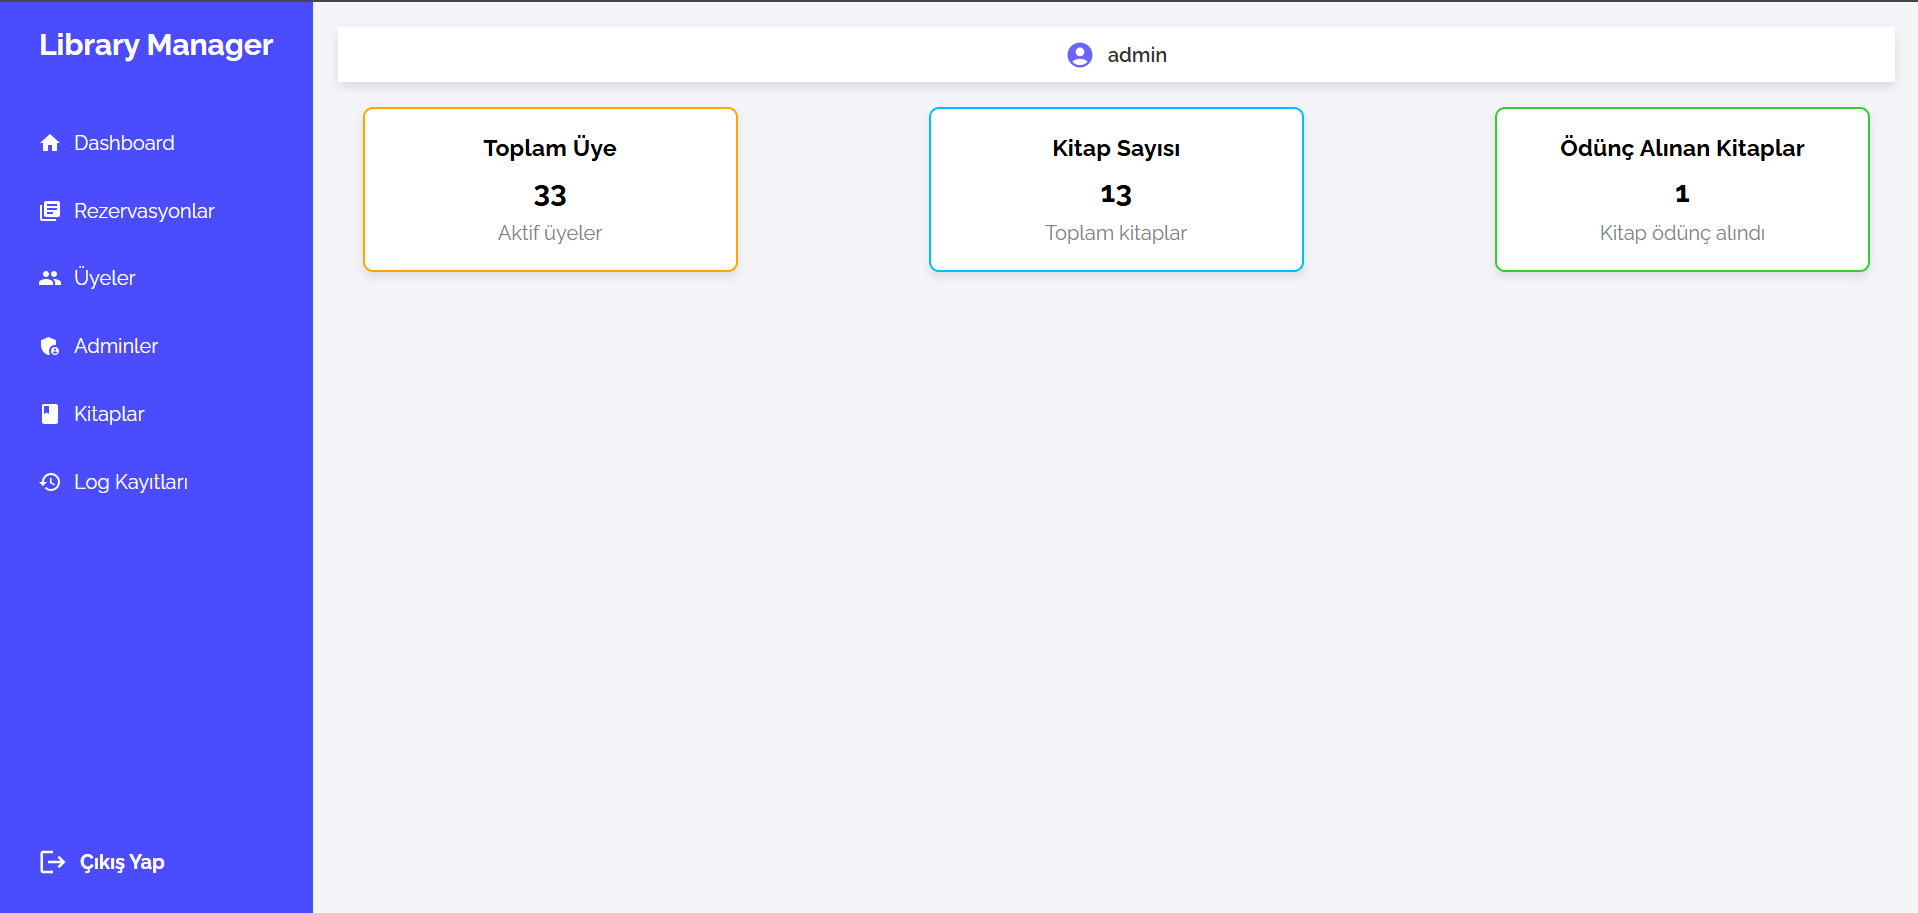 Library Manager
Dashboard
Rezervasyonlar
Üyeler
Adminler
Kitaplar
Log Kayıtları
Çıkış Yap
admin
Toplam Üye
33
Aktif üyeler
Kitap Sayısı
13
Toplam kitaplar
Ödünç Alınan Kitaplar
1
Kitap ödünç alındı